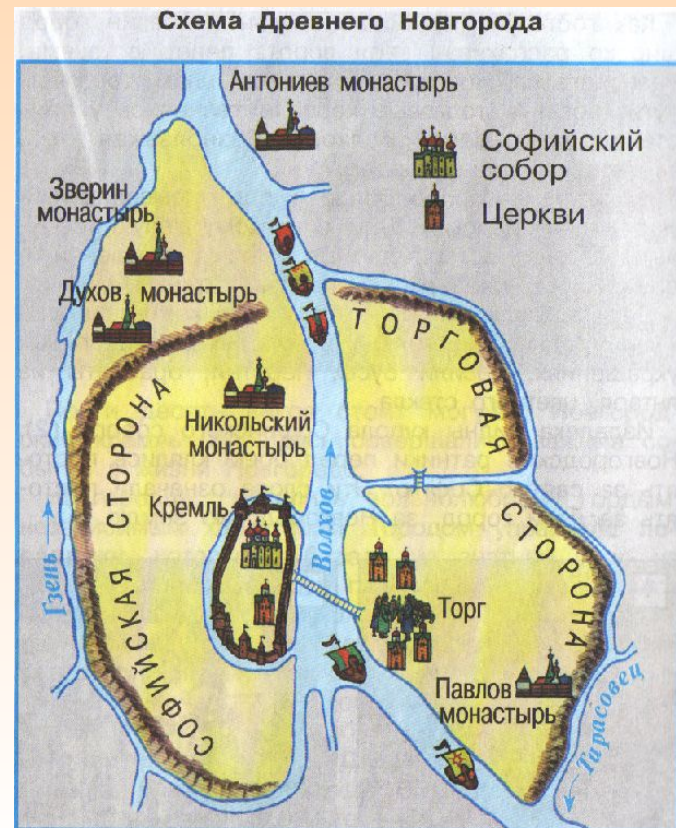 Схема Древнего Новгорода
Антониев монастырь
Софийский
собор
Церкви
Зверин
монастырь
Духов монастырь
ТОРГОВАЯ
СТОРОНА
Никольский
монастырь
СОФИЙСКАЯ СТОРОНА
Кремль
Волхов
Гзень
Торг
Павлов
монастырь
Тарасовец